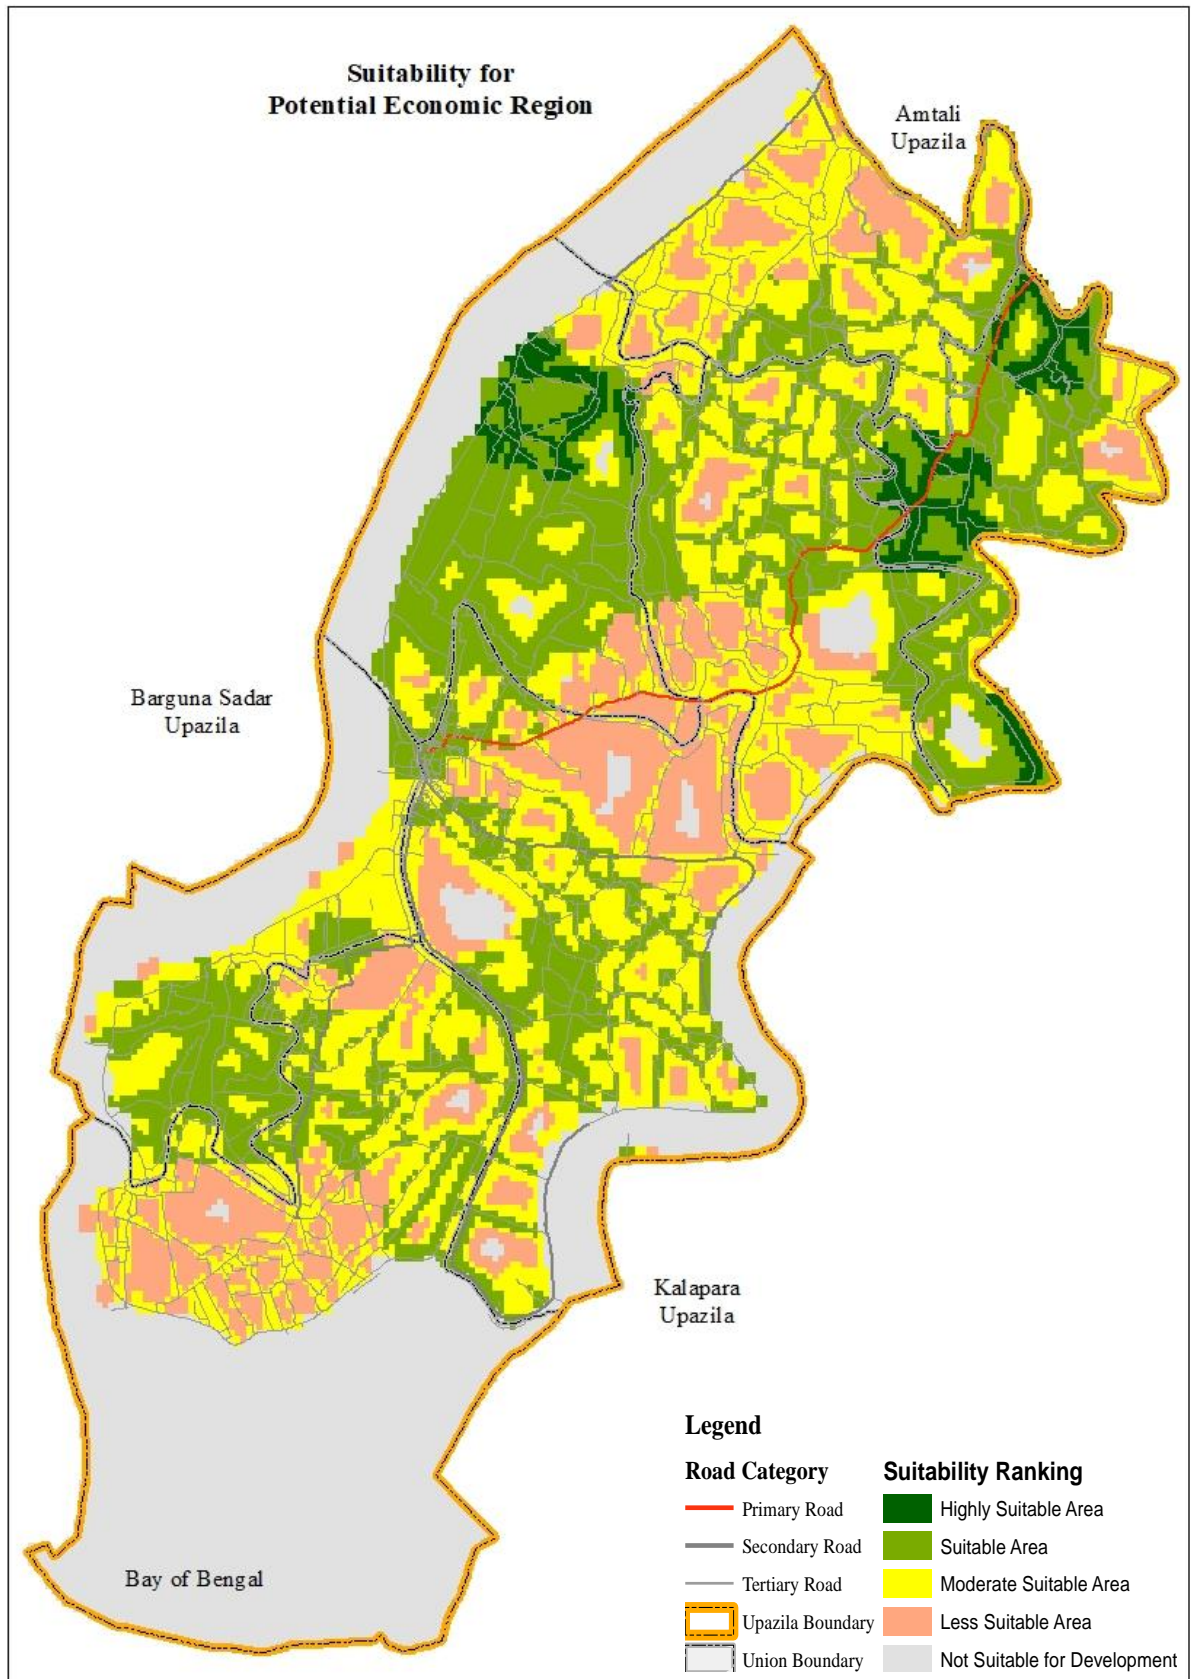 Suitability for
Potential Economic Region
Amtali
Upazila
Barguna Sadar
Upazila
Kalapara
Upazila
Bay of Bengal
Legend
Road Category
Primary Road
Secondary Road
Tertiary Road
Upazila Boundary
Union Boundary
Suitability Ranking
Highly Suitable Area
Suitable Area
Moderate Suitable Area
Less Suitable Area
Not Suitable for Development